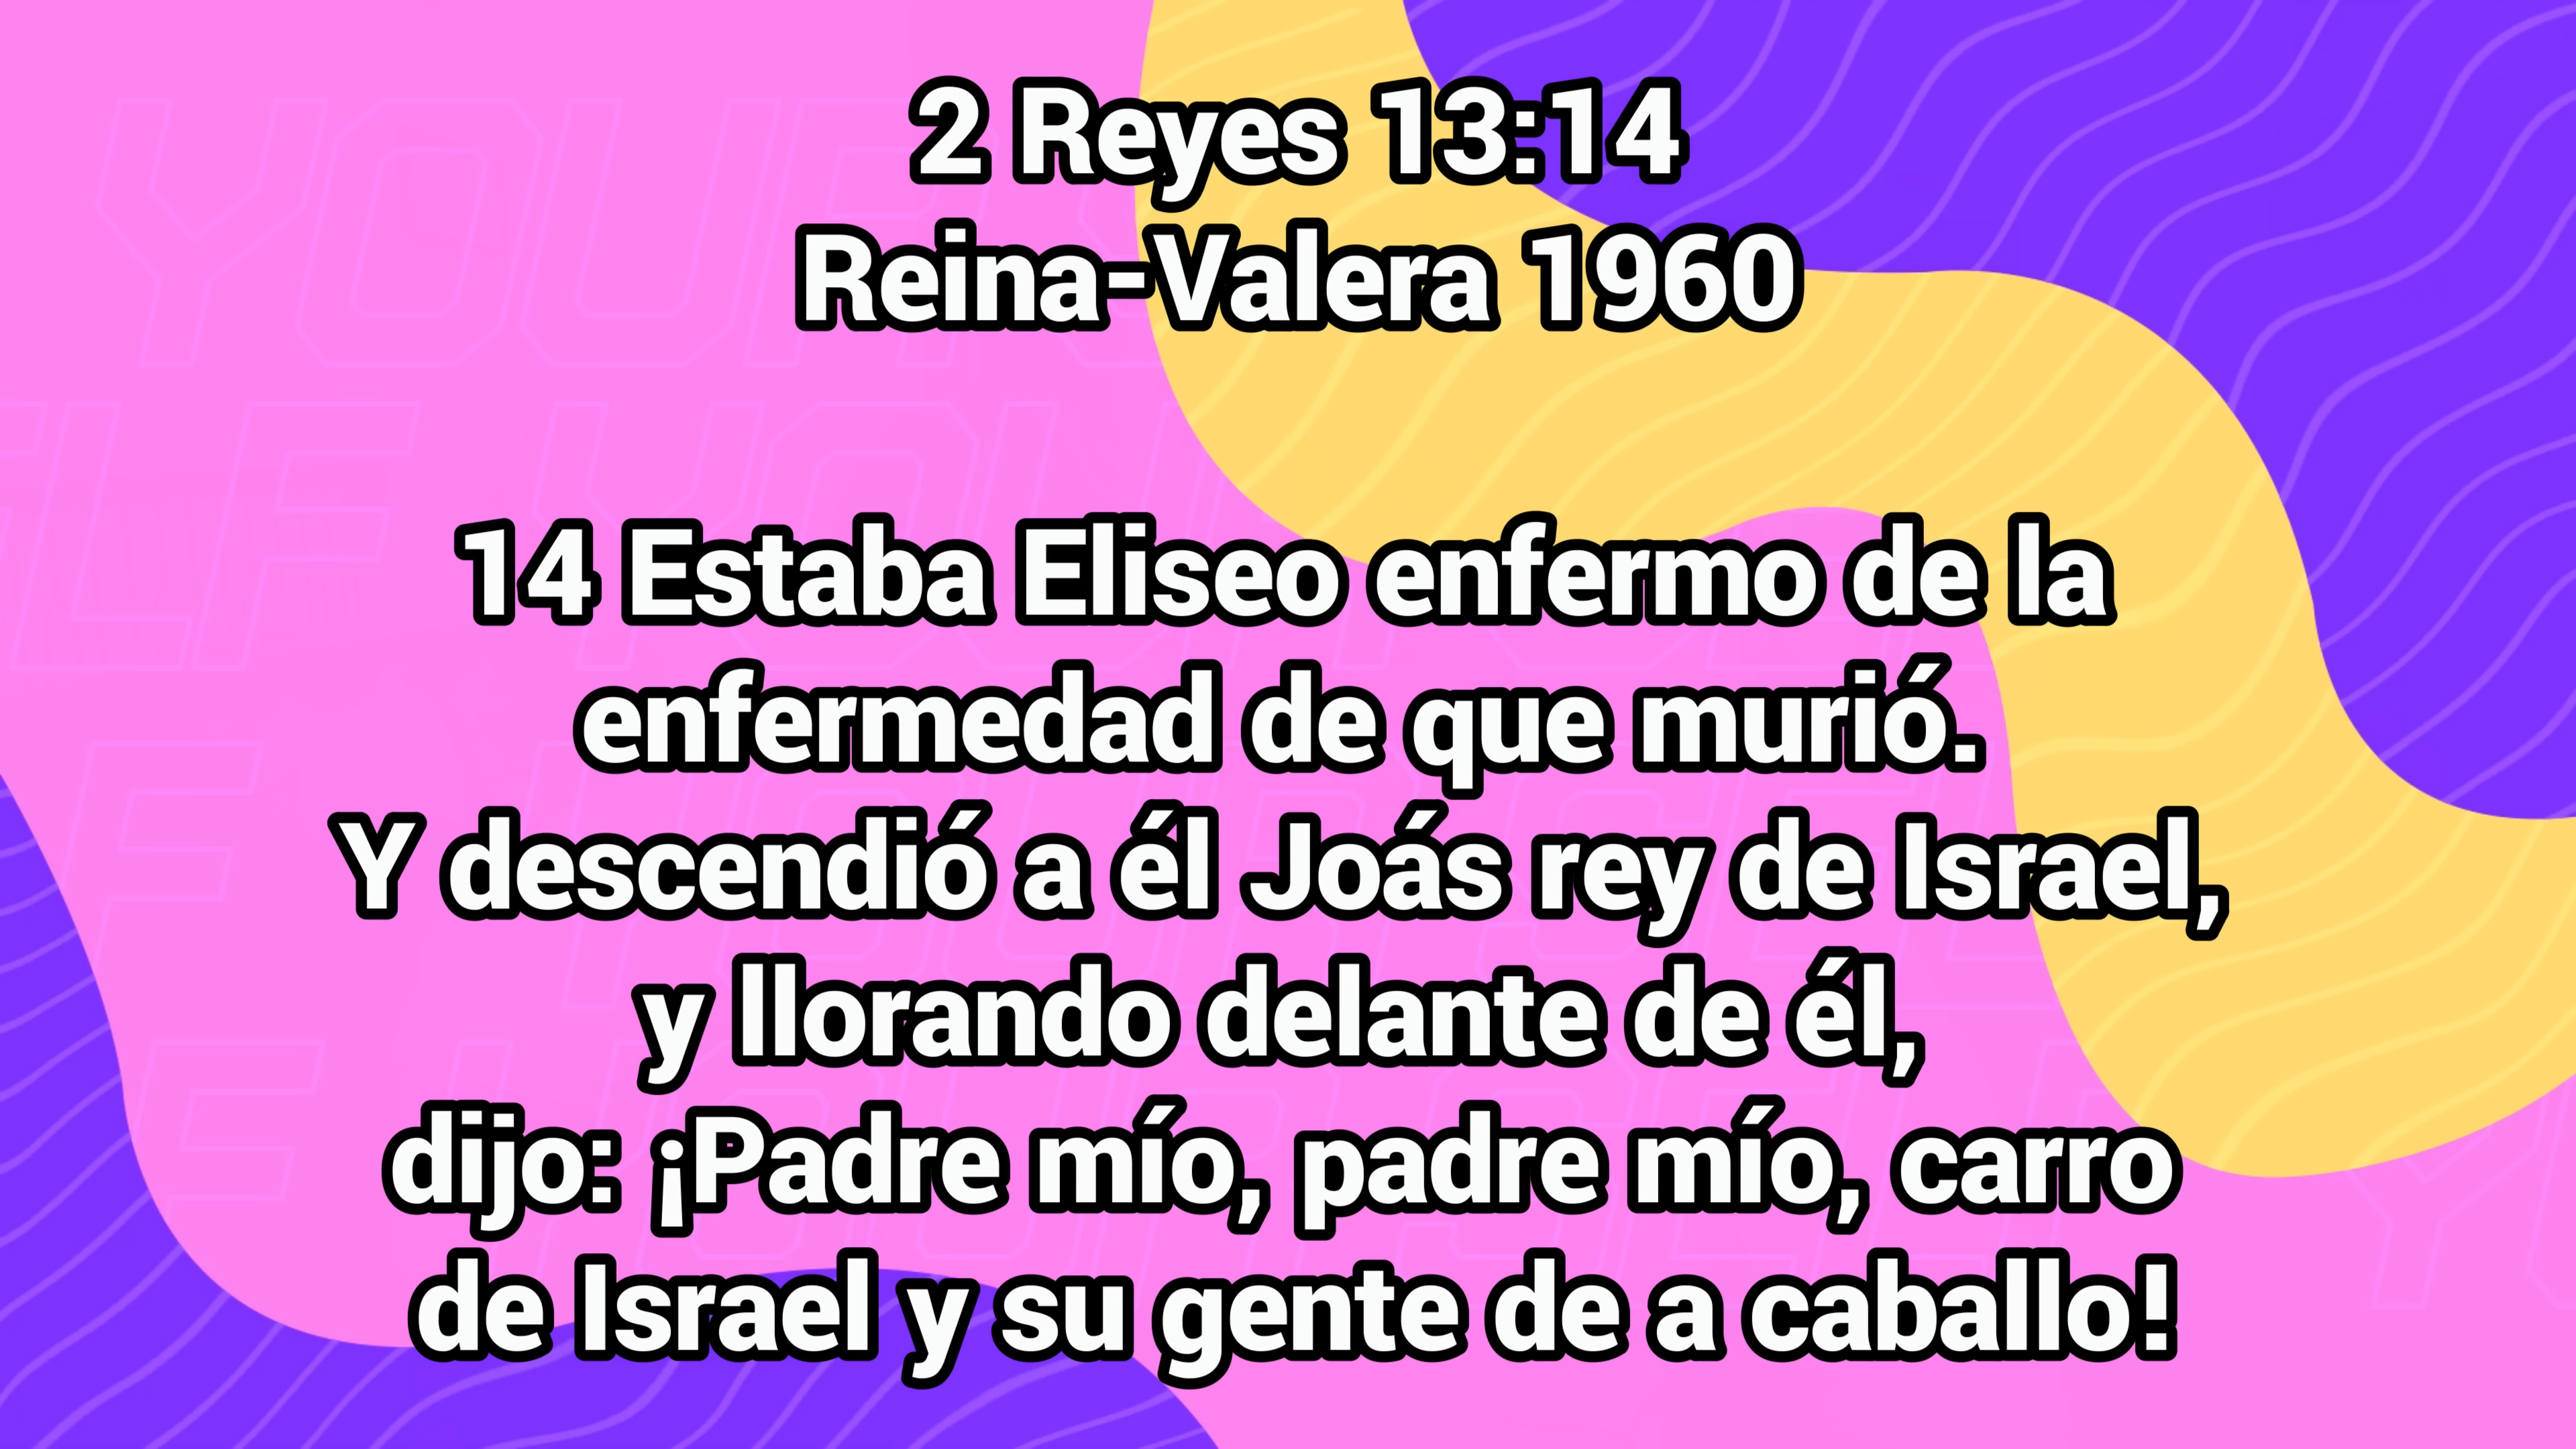 2 Reyes 13:14
Reina-Valera 1960
14 Estaba Eliseo enfermo de la
enfermedad de que murió.
Y descendió a él Joás rey de Israel,
y llorando delante de él,
dijo: ¡Padre mío, padre mío, carro
de Israel y su gente de a caballo!